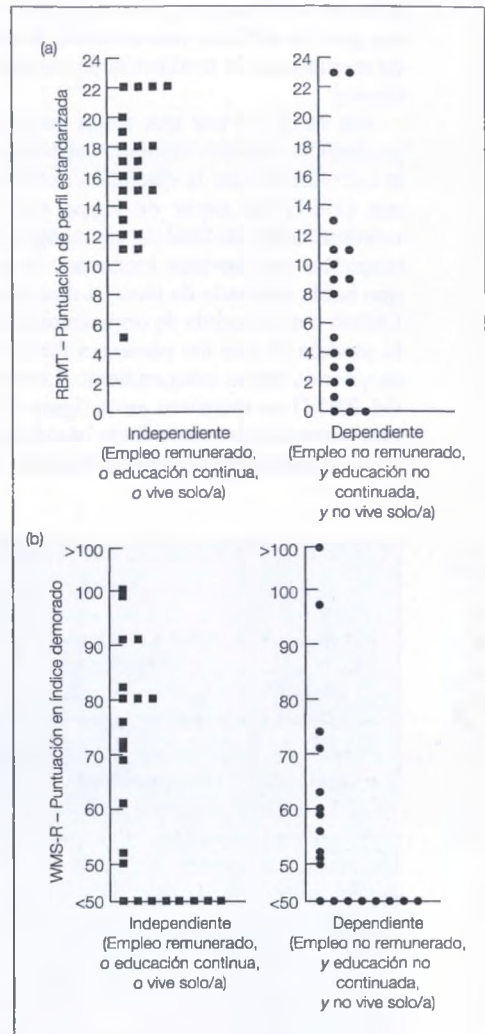 (a)
RBMT – Puntuación de perfil estandarizada
24
22
20
18
16
14
12
10
8
6
4
2
0
Independiente
(Empleo remunerado,
o educación continua,
o vive solo/a)
24
22
20
18
16
14
12
10
8
6
4
2
0
Dependiente
(Empleo no remunerado,
y educación no
continuada,
y no vive solo/a)
(b)
WMS-R – Puntuación en índice demorado
>100
100
90
80
70
60
50
<50
Independiente
(Empleo remunerado,
o educación continua,
o vive solo/a)
>100
100
90
80
70
60
50
<50
Dependiente
(Empleo no remunerado,
y educación no
continuada,
y no vive solo/a)